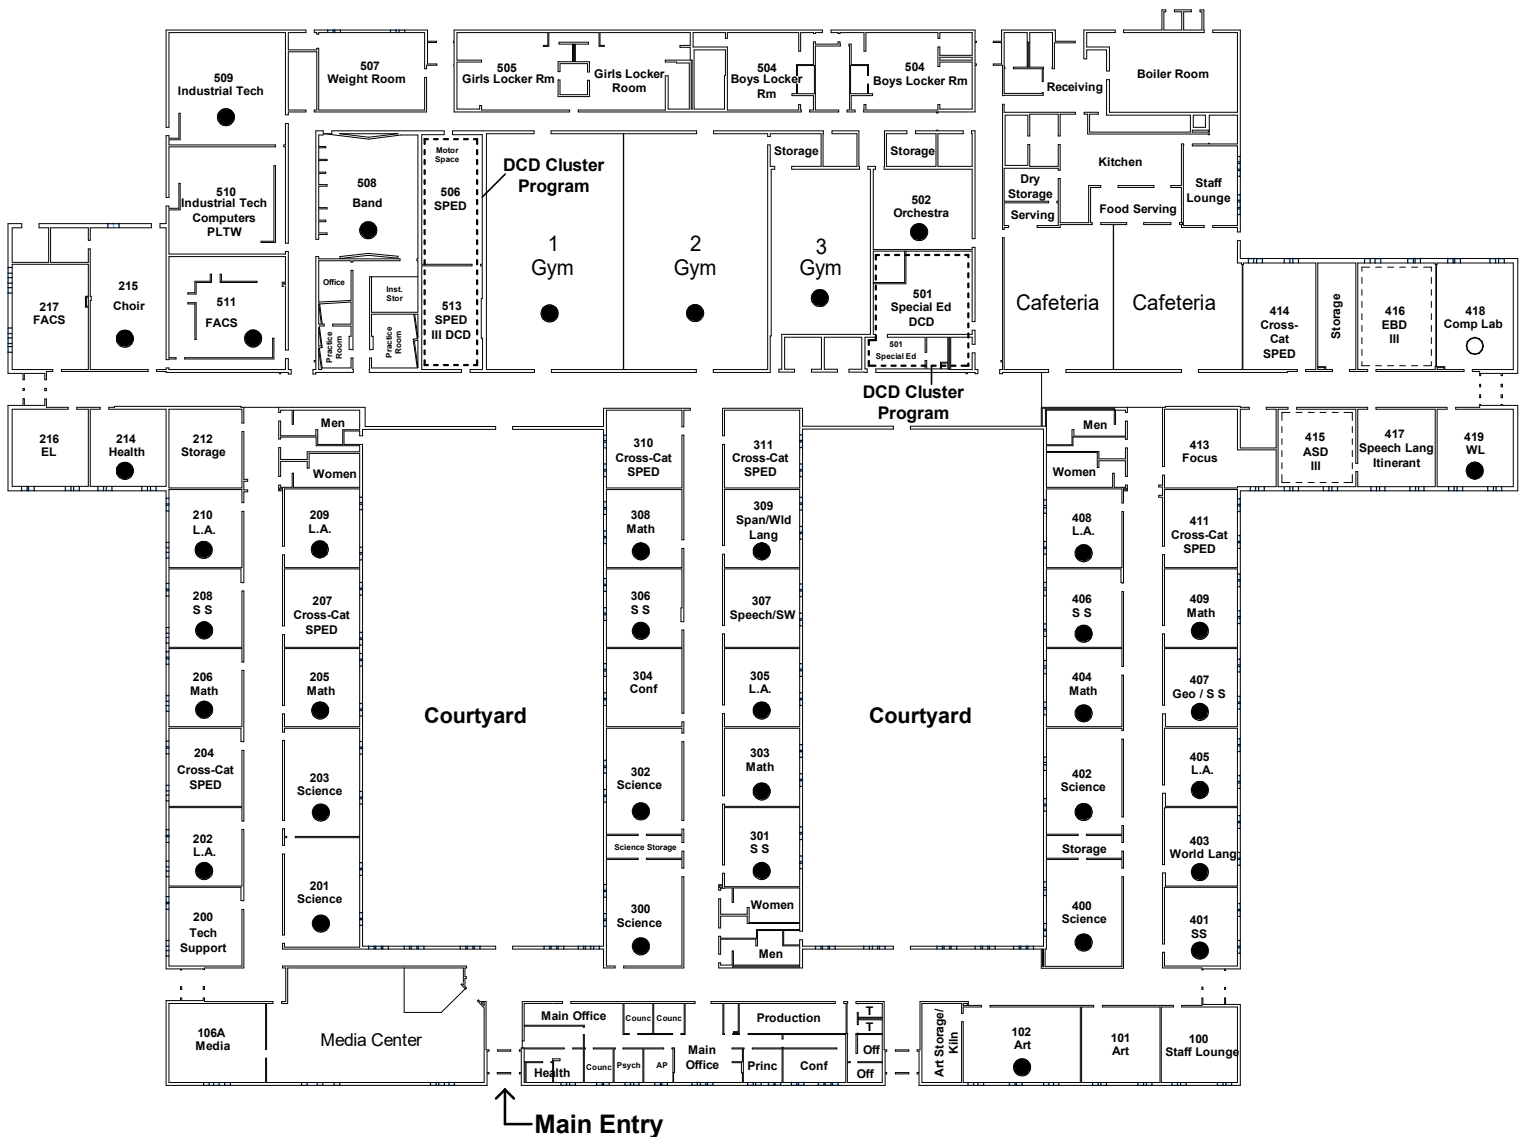 509
Industrial Tech
507
Weight Room
505
Girls Locker Rm
Girls Locker
Room
504
Boys Locker
Rm
504
Boys Locker Rm
Receiving
Boiler Room
510
Industrial Tech
Computers
PLTW
508
Band
Motor
Space
506
SPED
DCD Cluster
Program
1
Gym
2
Gym
Storage
3
Gym
Storage
502
Orchestra
Kitchen
Dry
Storage
Serving
Food Serving
Staff
Lounge
217
FACS
215
Choir
511
FACS
Office
Practice
Room
Inst.
Stor
Practice
Room
513
SPED
III DCD
501
Special Ed
DCD
501
Special Ed
DCD Cluster
Program
Cafeteria
Cafeteria
414
Cross-
Cat
SPED
Storage
416
EBD
III
418
Comp Lab
216
EL
214
Health
212
Storage
Men
Women
310
Cross-Cat
SPED
311
Cross-Cat
SPED
Men
Women
413
Focus
415
ASD
III
417
Speech Lang
Itinerant
419
WL
210
L.A.
209
L.A.
308
Math
309
Span/Wld
Lang
408
L.A.
411
Cross-Cat
SPED
208
S S
207
Cross-Cat
SPED
306
S S
307
Speech/SW
406
S S
409
Math
206
Math
205
Math
304
Conf
305
L.A.
404
Math
407
Geo / S S
Courtyard
Courtyard
204
Cross-Cat
SPED
203
Science
302
Science
303
Math
402
Science
405
L.A.
202
L.A.
Science Storage
301
S S
Storage
403
World Lang
200
Tech
Support
201
Science
300
Science
Women
Men
400
Science
401
SS
106A
Media
Media Center
Main Office
Counc
Counc
Production
T
T
Off
Off
Health
Counc
Psych
AP
Main
Office
Princ
Conf
Art Storage/
Kiln
102
Art
101
Art
100
Staff Lounge
Main Entry